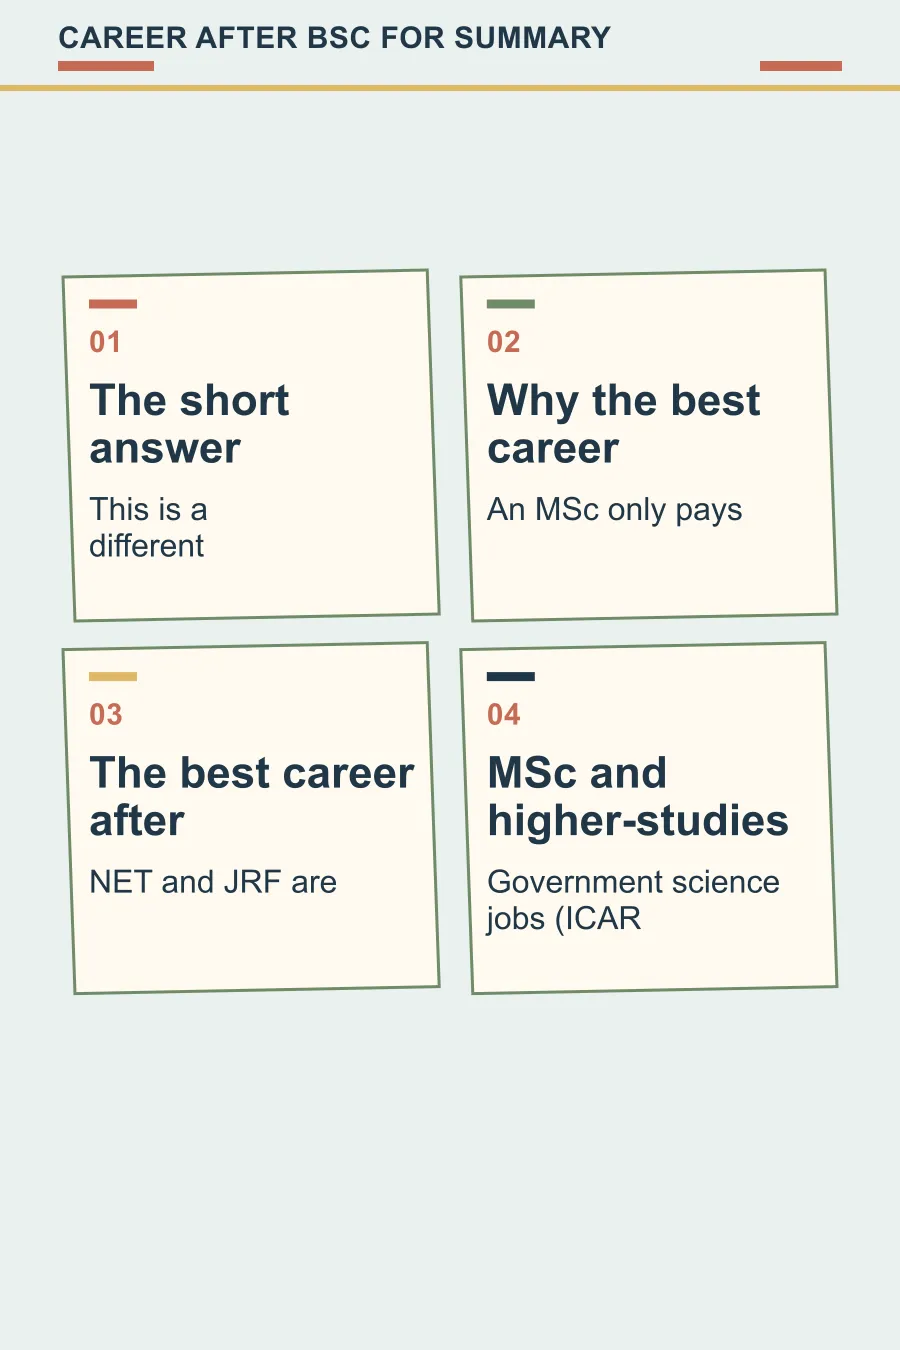 CAREER AFTER BSC FOR SUMMARY
01
The short
answer
This is a
different
02
Why the best
career
An MSc only pays
03
The best career
after
NET and JRF are
04
MSc and
higher-studies
Government science
jobs (ICAR